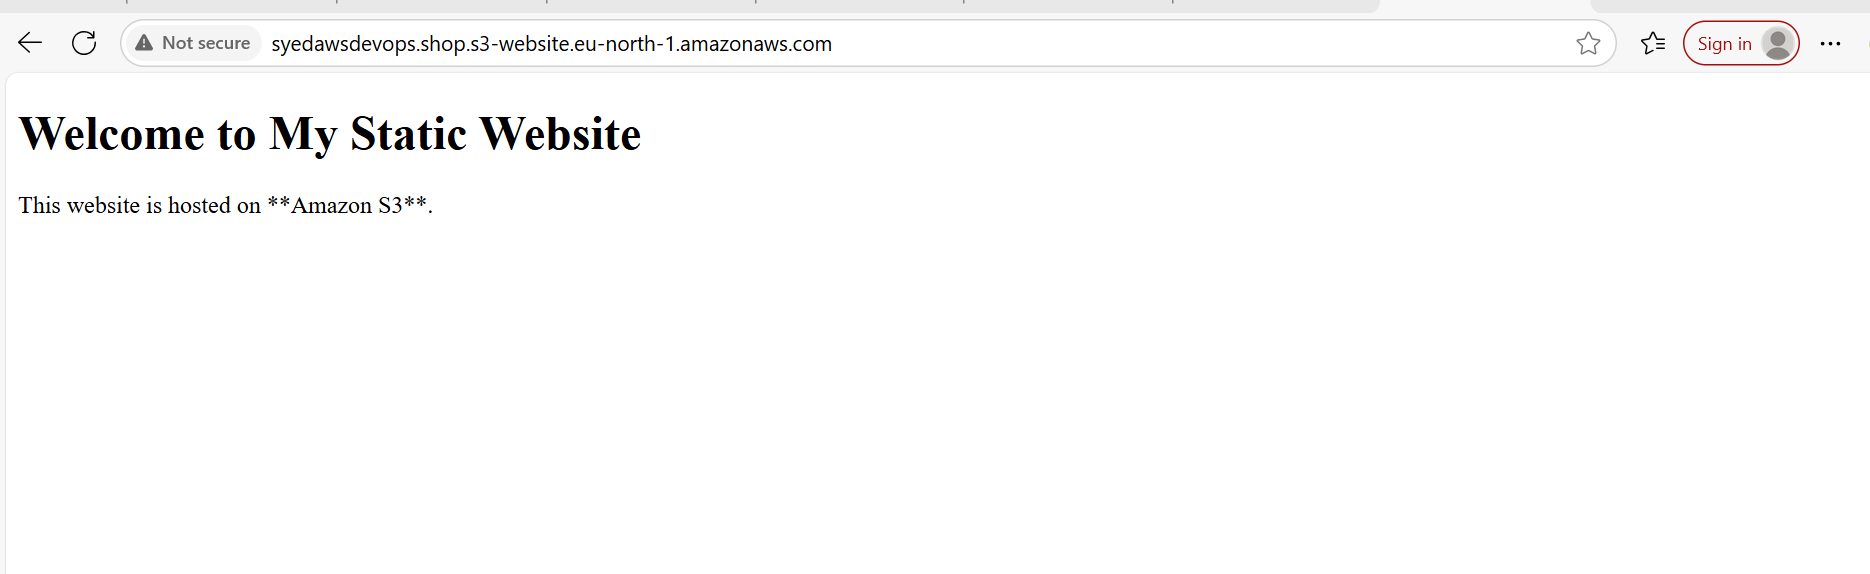 Not secure syedawsdevops.shop.s3-website.eu-north-1.amazonaws.com Sign in
Welcome to My Static Website
This website is hosted on **Amazon S3**.